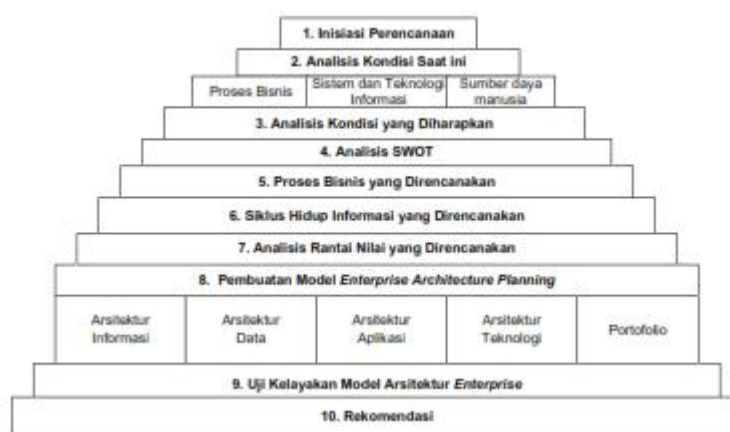 1. Inisiasi Perencanaan
2. Analisis Kondisi Saat ini
Proses Bisnis
Sistem dan Teknologi
Informasi
Sumber daya
manusia
3. Analisis Kondisi yang Diharapkan
4. Analisis SWOT
5. Proses Bisnis yang Direncanakan
6. Siklus Hidup Informasi yang Direncanakan
7. Analisis Rantai Nilai yang Direncanakan
8. Pembuatan Model Enterprise Architecture Planning
Arsitektur
Informasi
Arsitektur
Data
Arsitektur
Aplikasi
Arsitektur
Teknologi
Portofolio
9. Uji Kelayakan Model Arsitektur Enterprise
10. Rekomendasi